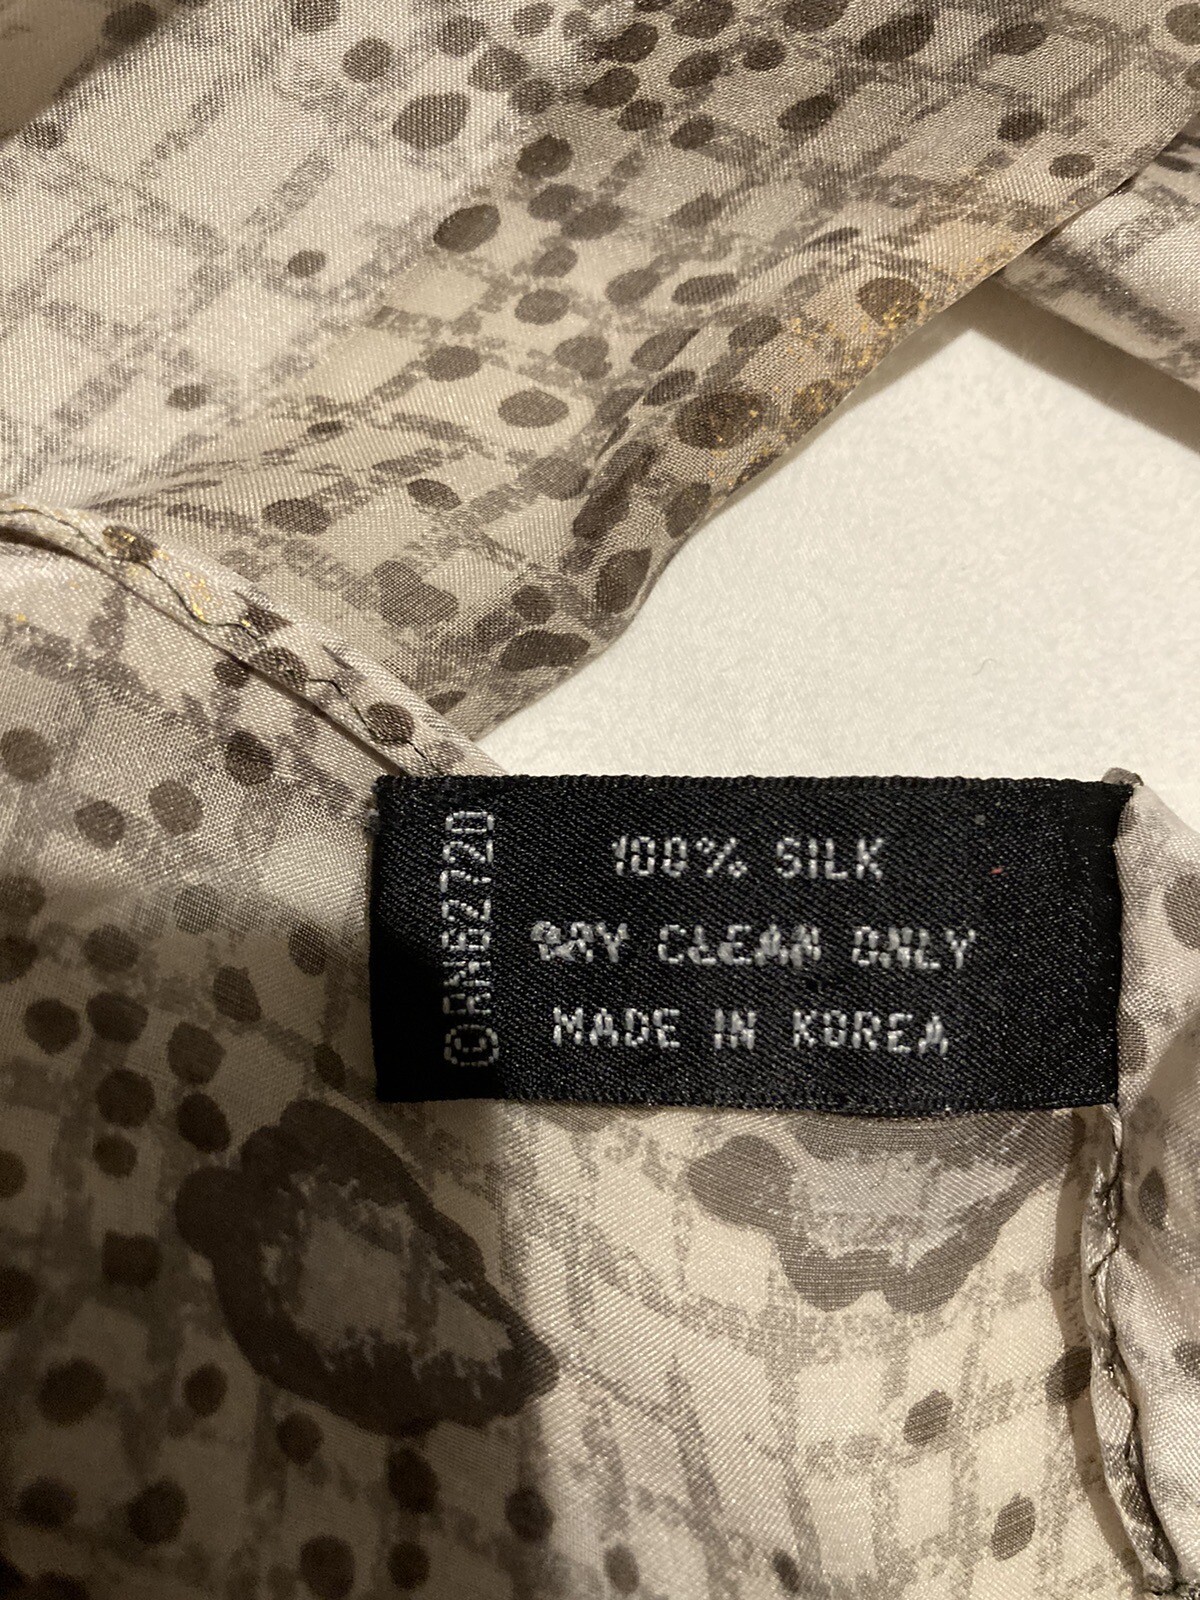 100% SILK
DRY CLEAN ONLY
MADE IN KOREA
©RN62720